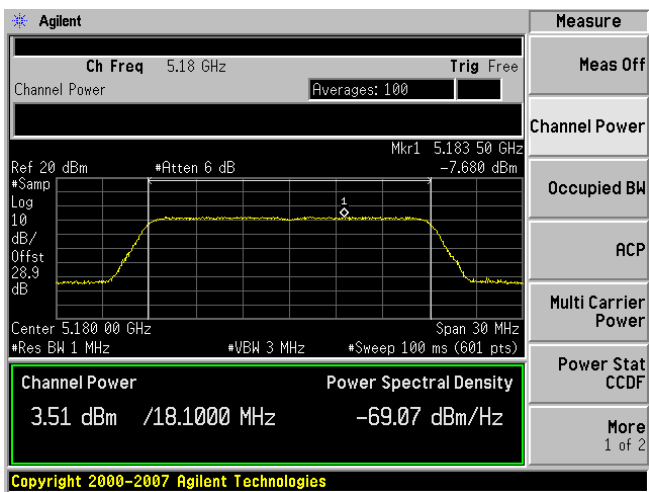 Agilent
Measure
Ch Freq 5.18 GHz Trig Free
Channel Power Averages: 100
Mkr1 5.183 50 GHz
Ref 20 dBm #Atten 6 dB -7.680 dBm
#Samp
Log
10
dB/
Offst
28.9
dB
1
Center 5.180 00 GHz Span 30 MHz
#Res BW 1 MHz #VBW 3 MHz #Sweep 100 ms (601 pts)
Channel Power Power Spectral Density
3.51 dBm /18.1000 MHz -69.07 dBm/Hz
Meas Off
Channel Power
Occupied BW
ACP
Multi Carrier
Power
Power Stat
CCDF
More
1 of 2
Copyright 2000-2007 Agilent Technologies